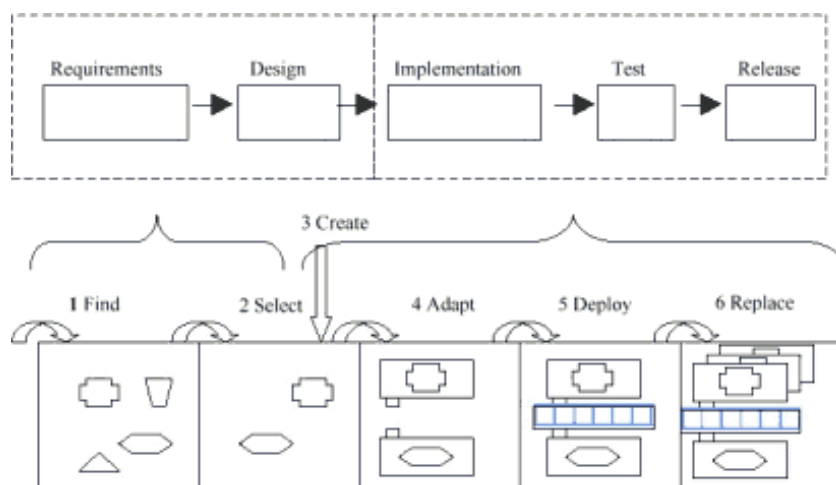 Requirements
Design
Implementation
Test
Release
3 Create
1 Find
2 Select
4 Adapt
5 Deploy
6 Replace